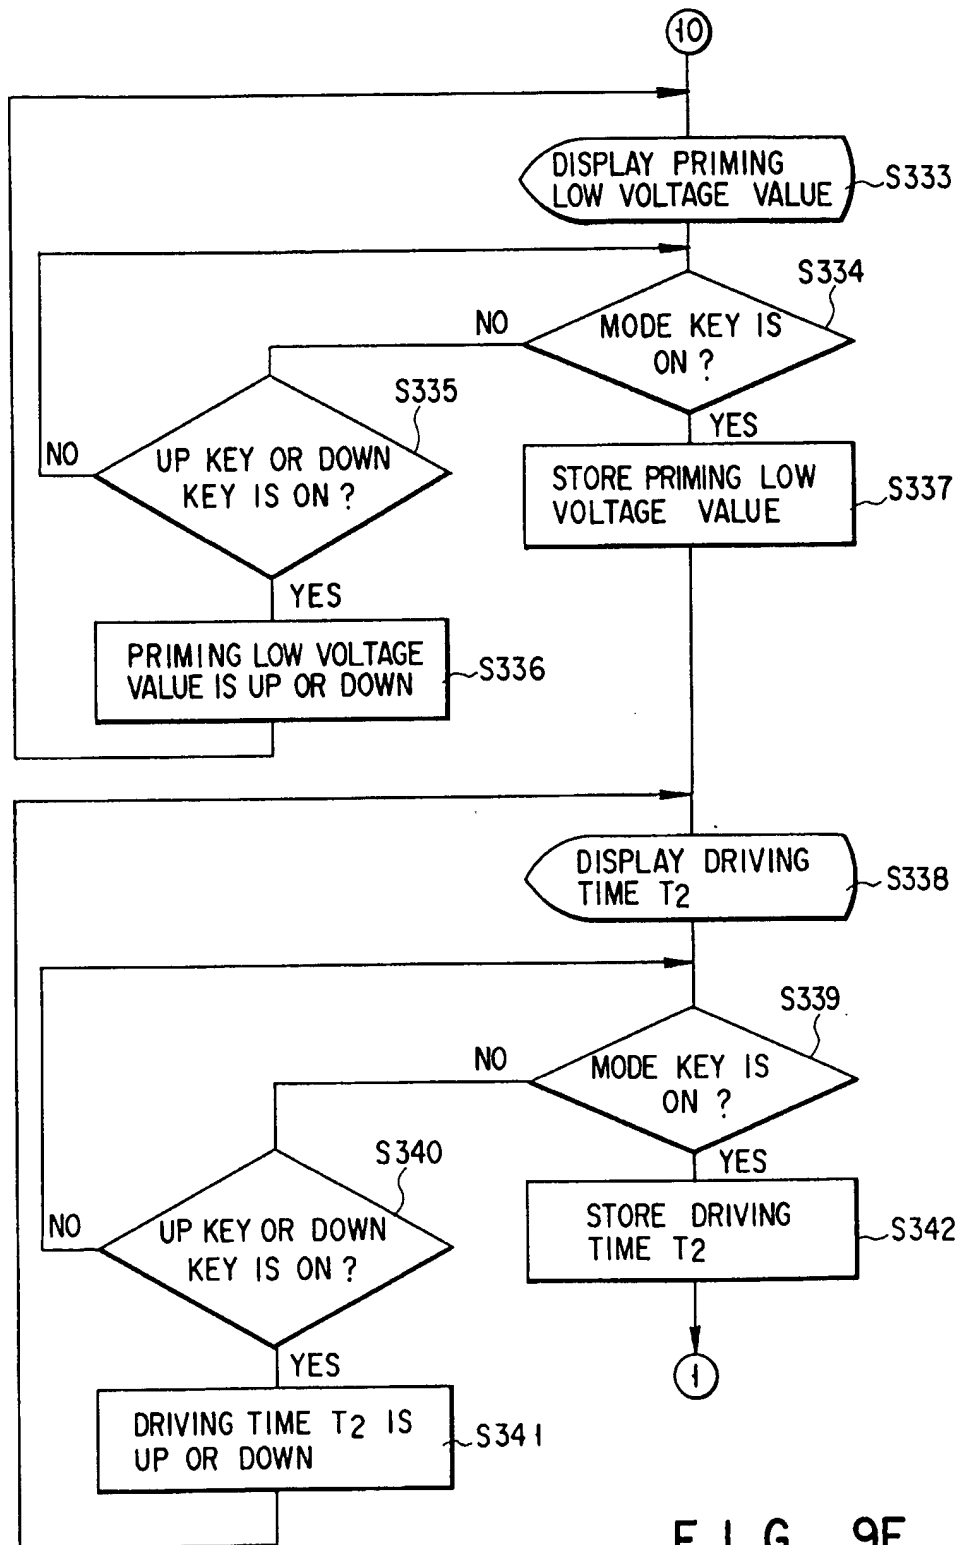 10
DISPLAY PRIMING
LOW VOLTAGE VALUE
S333
S334
MODE KEY IS
ON ?
NO
YES
S335
UP KEY OR DOWN
KEY IS ON ?
NO
YES
STORE PRIMING LOW
VOLTAGE VALUE
S337
PRIMING LOW VOLTAGE
VALUE IS UP OR DOWN
S336
DISPLAY DRIVING
TIME T2
S338
S339
MODE KEY IS
ON ?
NO
YES
S340
UP KEY OR DOWN
KEY IS ON ?
NO
YES
STORE DRIVING
TIME T2
S342
1
DRIVING TIME T2 IS
UP OR DOWN
S341
FIG.